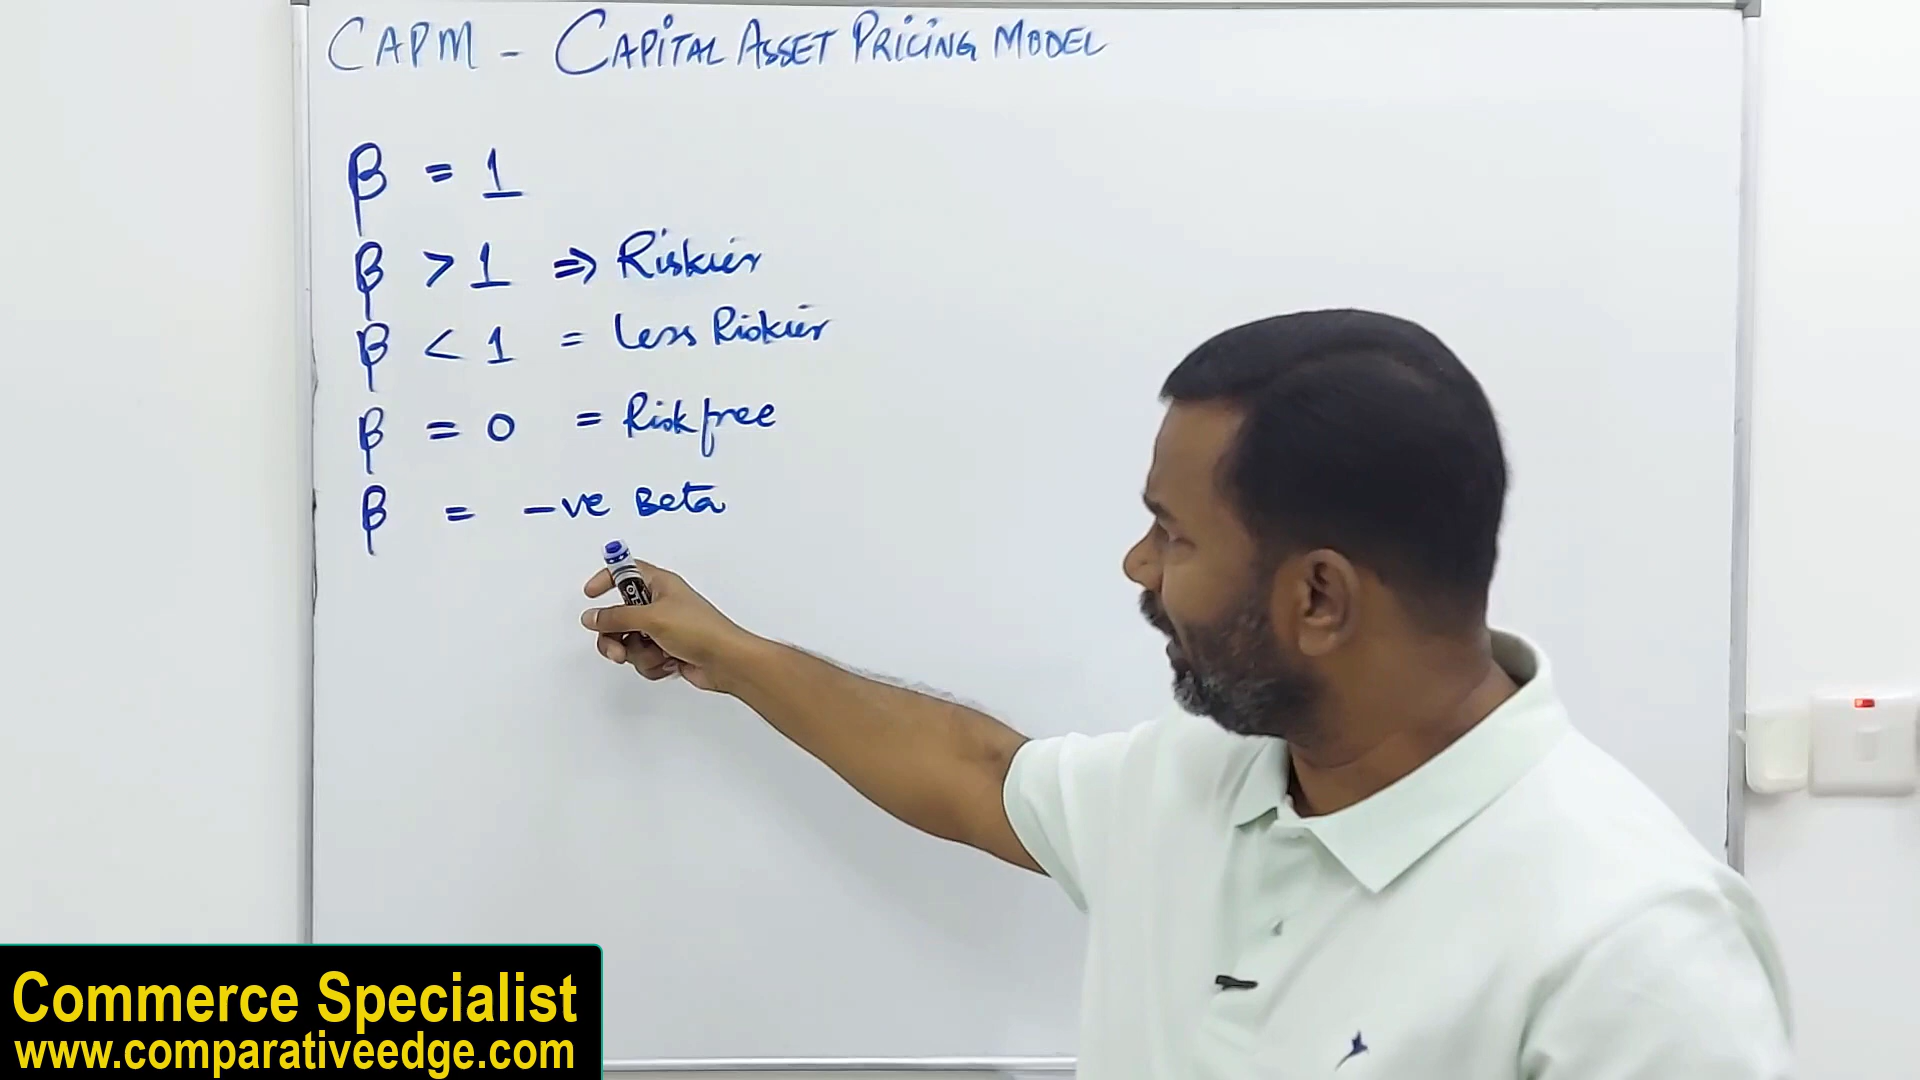 CAPM - CAPITAL ASSET PRICING MODEL
β = 1
β > 1 ⇒ Riskier
β < 1 = Less Riskier
β = 0 = Risk free
β = -ve Beta
Commerce Specialist
www.comparativeedge.com